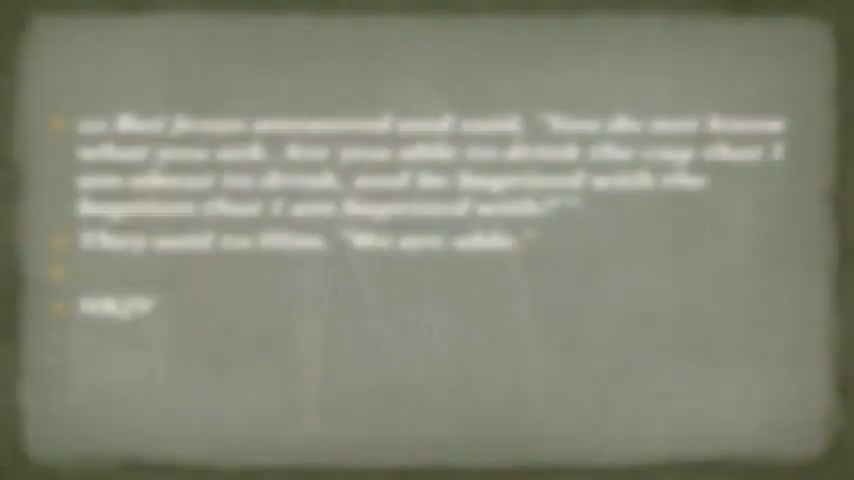 22 But Jesus answered and said, "You do not know
what you ask. Are you able to drink the cup that I
am about to drink, and be baptized with the
baptism that I am baptized with?"
They said to Him, "We are able."
NKJV